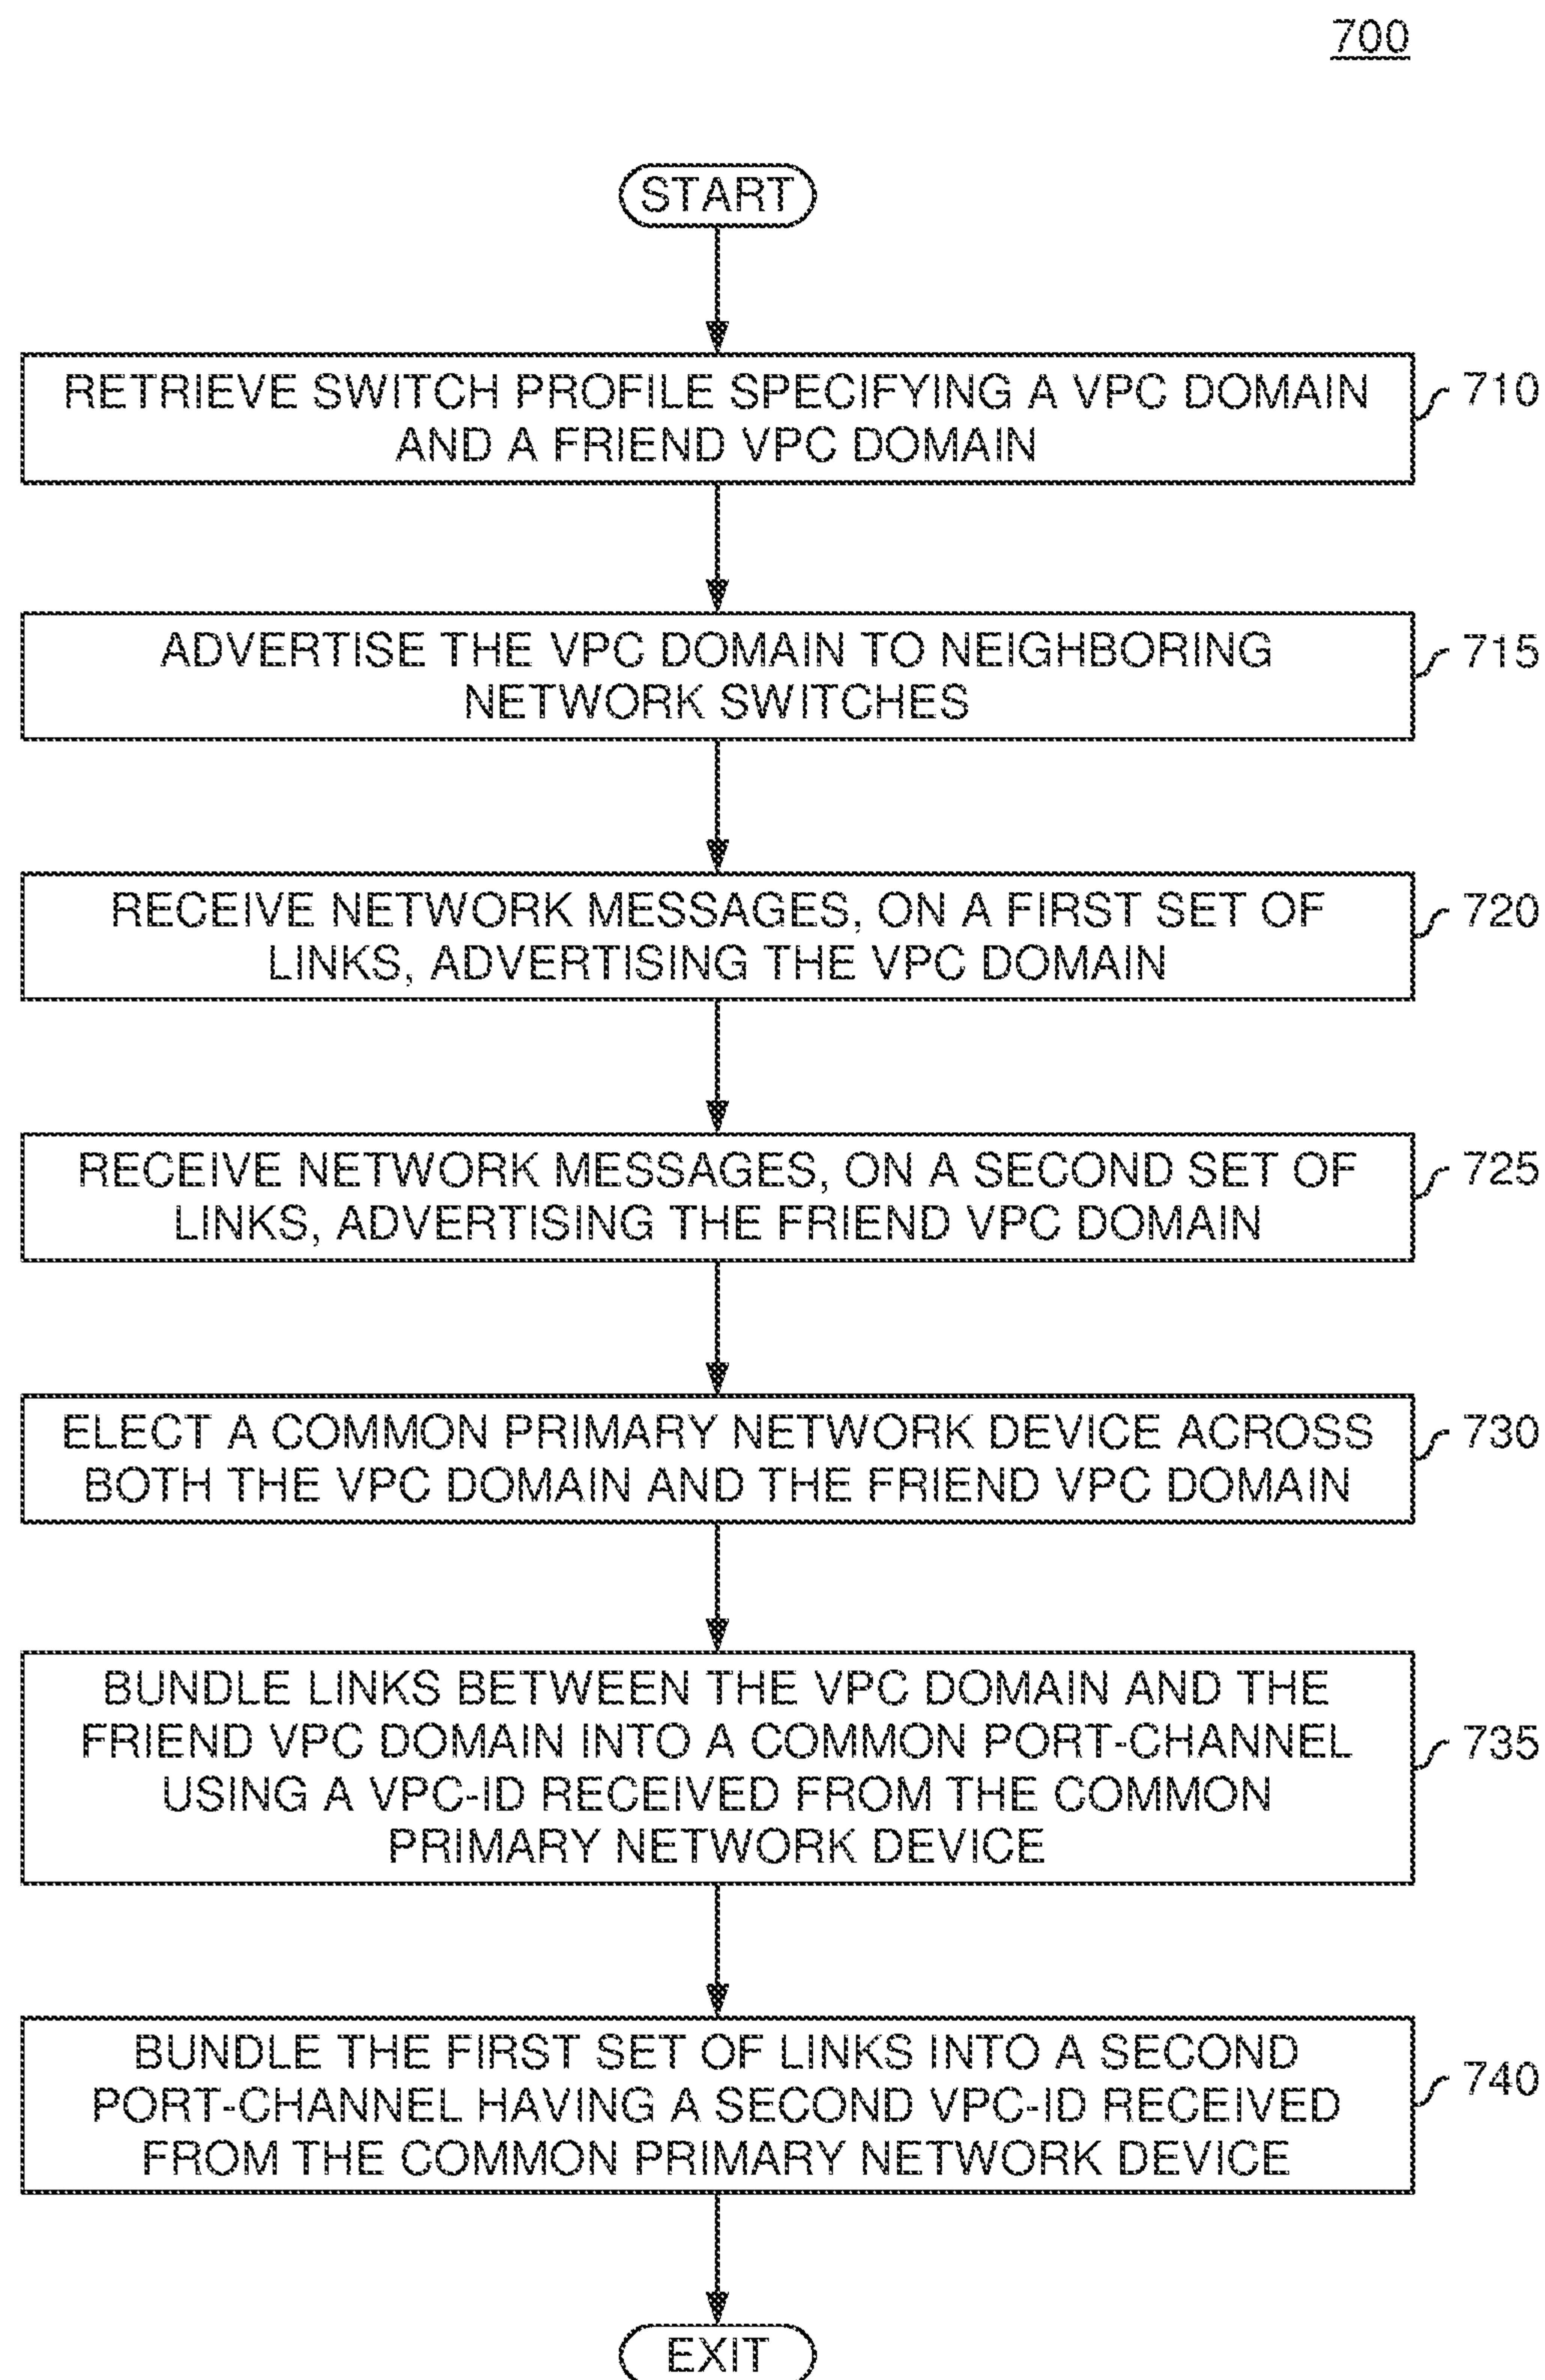 700
START
RETRIEVE SWITCH PROFILE SPECIFYING A VPC DOMAIN
AND A FRIEND VPC DOMAIN
710
ADVERTISE THE VPC DOMAIN TO NEIGHBORING
NETWORK SWITCHES
715
RECEIVE NETWORK MESSAGES, ON A FIRST SET OF
LINKS, ADVERTISING THE VPC DOMAIN
720
RECEIVE NETWORK MESSAGES, ON A SECOND SET OF
LINKS, ADVERTISING THE FRIEND VPC DOMAIN
725
ELECT A COMMON PRIMARY NETWORK DEVICE ACROSS
BOTH THE VPC DOMAIN AND THE FRIEND VPC DOMAIN
730
BUNDLE LINKS BETWEEN THE VPC DOMAIN AND THE
FRIEND VPC DOMAIN INTO A COMMON PORT-CHANNEL
USING A VPC-ID RECEIVED FROM THE COMMON
PRIMARY NETWORK DEVICE
735
BUNDLE THE FIRST SET OF LINKS INTO A SECOND
PORT-CHANNEL HAVING A SECOND VPC-ID RECEIVED
FROM THE COMMON PRIMARY NETWORK DEVICE
740
EXIT